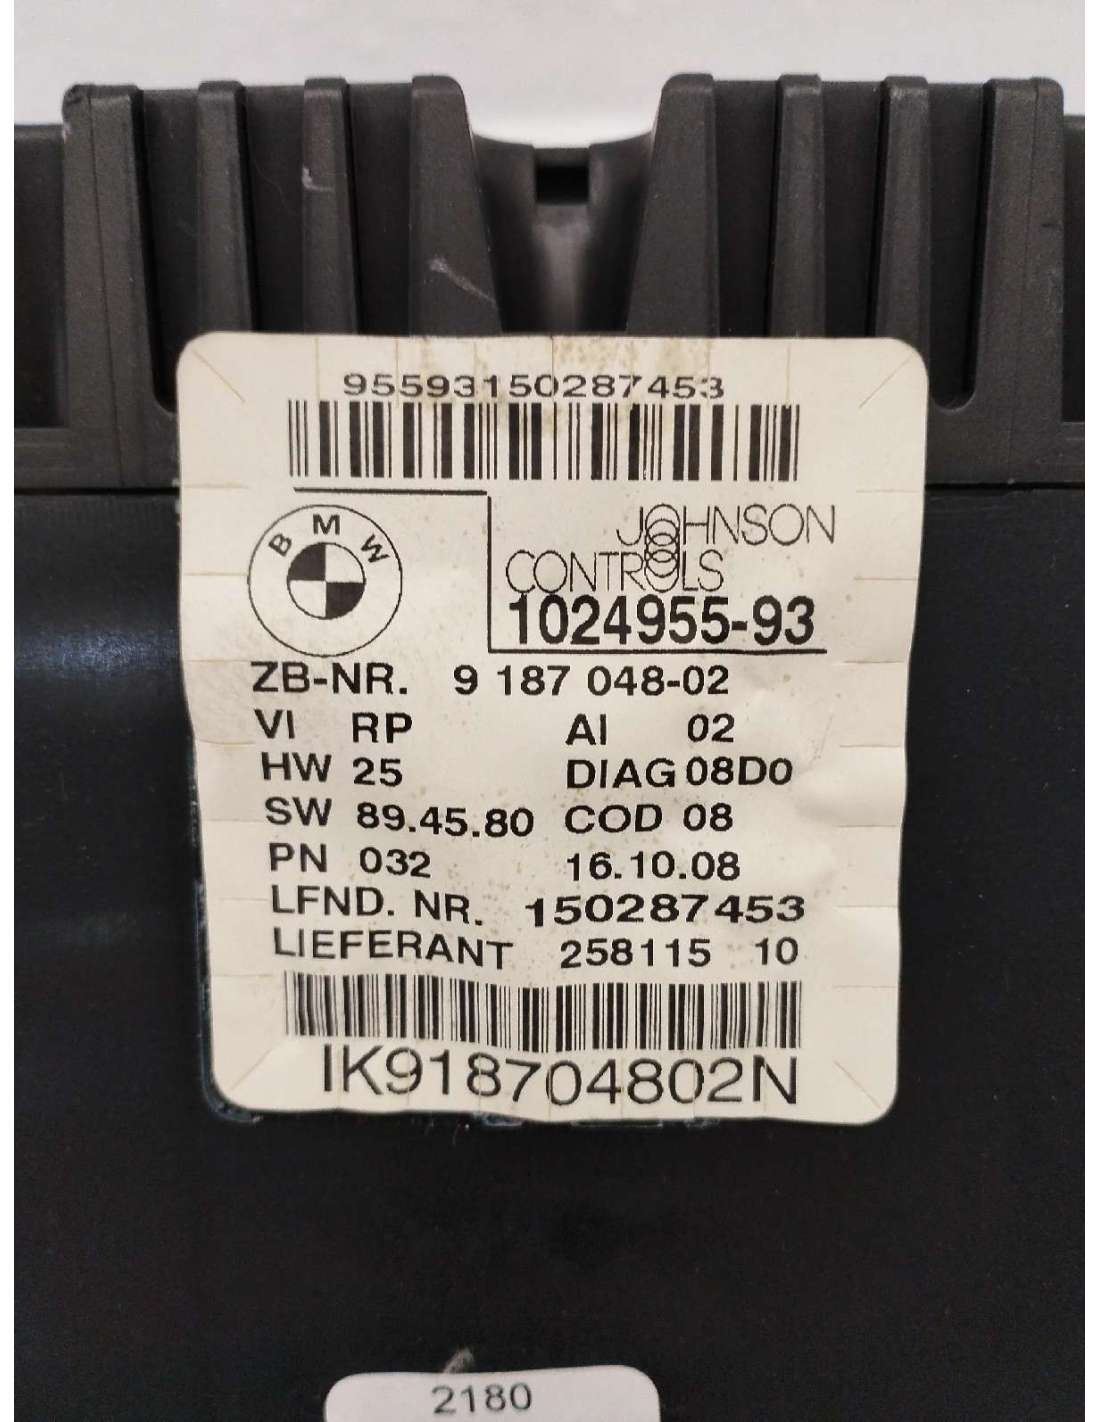 95593150287453
BMW
JOHNSON
CONTROLS
1024955-93
ZB-NR. 9 187 048-02
VI RP AI 02
HW 25 DIAG 08D0
SW 89.45.80 COD 08
PN 032 16.10.08
LFND. NR. 150287453
LIEFERANT 258115 10
IK918704802N
2180